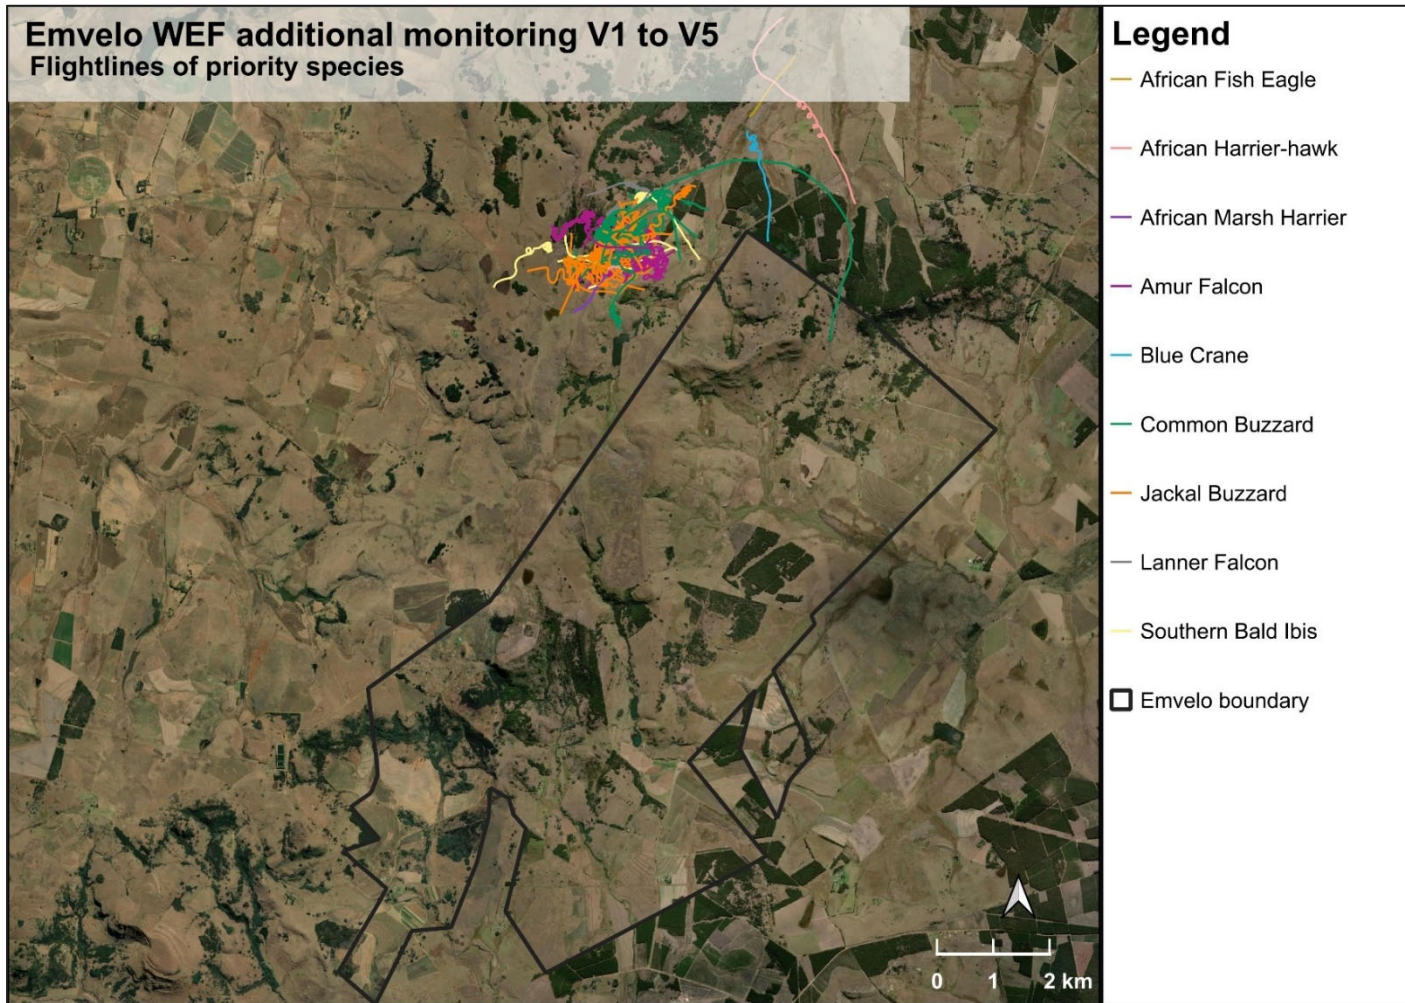 Emvelo WEF additional monitoring V1 to V5
Flightlines of priority species
Legend
African Fish Eagle
African Harrier-hawk
African Marsh Harrier
Amur Falcon
Blue Crane
Common Buzzard
Jackal Buzzard
Lanner Falcon
Southern Bald Ibis
Emvelo boundary
0 1 2 km